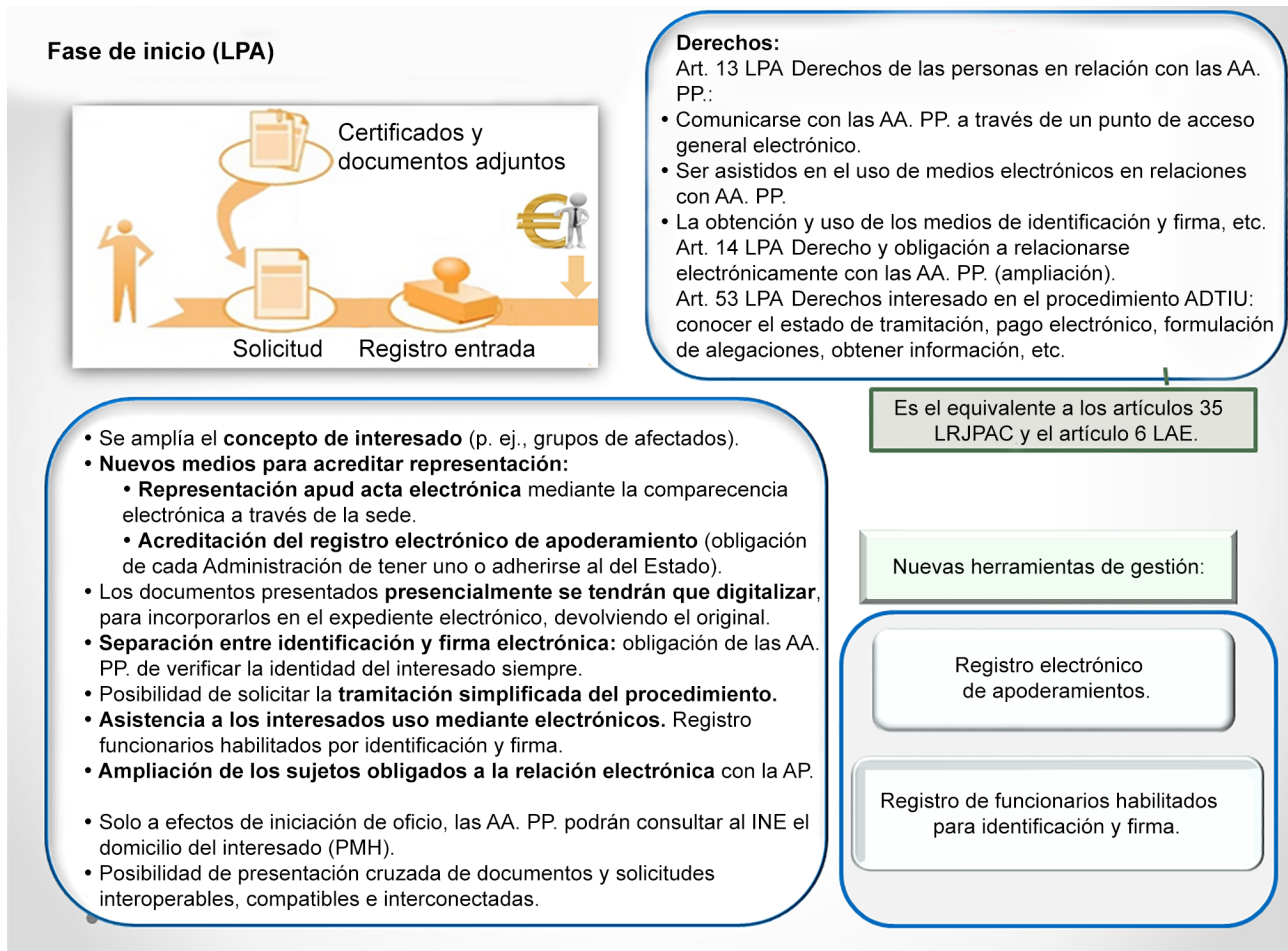 Fase de inicio (LPA)
Certificados y
documentos adjuntos
Solicitud
Registro entrada
Derechos:
Art. 13 LPA Derechos de las personas en relación con las AA.
PP.:
• Comunicarse con las AA. PP. a través de un punto de acceso
general electrónico.
• Ser asistidos en el uso de medios electrónicos en relaciones
con AA. PP.
• La obtención y uso de los medios de identificación y firma, etc.
Art. 14 LPA Derecho y obligación a relacionarse
electrónicamente con las AA. PP. (ampliación).
Art. 53 LPA Derechos interesado en el procedimiento ADTIU:
conocer el estado de tramitación, pago electrónico, formulación
de alegaciones, obtener información, etc.
Es el equivalente a los artículos 35
LRJPAC y el artículo 6 LAE.
• Se amplía el concepto de interesado (p. ej., grupos de afectados).
• Nuevos medios para acreditar representación:
• Representación apud acta electrónica mediante la comparecencia
electrónica a través de la sede.
• Acreditación del registro electrónico de apoderamiento (obligación
de cada Administración de tener uno o adherirse al del Estado).
• Los documentos presentados presencialmente se tendrán que digitalizar,
para incorporarlos en el expediente electrónico, devolviendo el original.
• Separación entre identificación y firma electrónica: obligación de las AA.
PP. de verificar la identidad del interesado siempre.
• Posibilidad de solicitar la tramitación simplificada del procedimiento.
• Asistencia a los interesados uso mediante electrónicos. Registro
funcionarios habilitados por identificación y firma.
• Ampliación de los sujetos obligados a la relación electrónica con la AP.
• Solo a efectos de iniciación de oficio, las AA. PP. podrán consultar al INE el
domicilio del interesado (PMH).
• Posibilidad de presentación cruzada de documentos y solicitudes
interoperables, compatibles e interconectadas.
Nuevas herramientas de gestión:
Registro electrónico
de apoderamientos.
Registro de funcionarios habilitados
para identificación y firma.